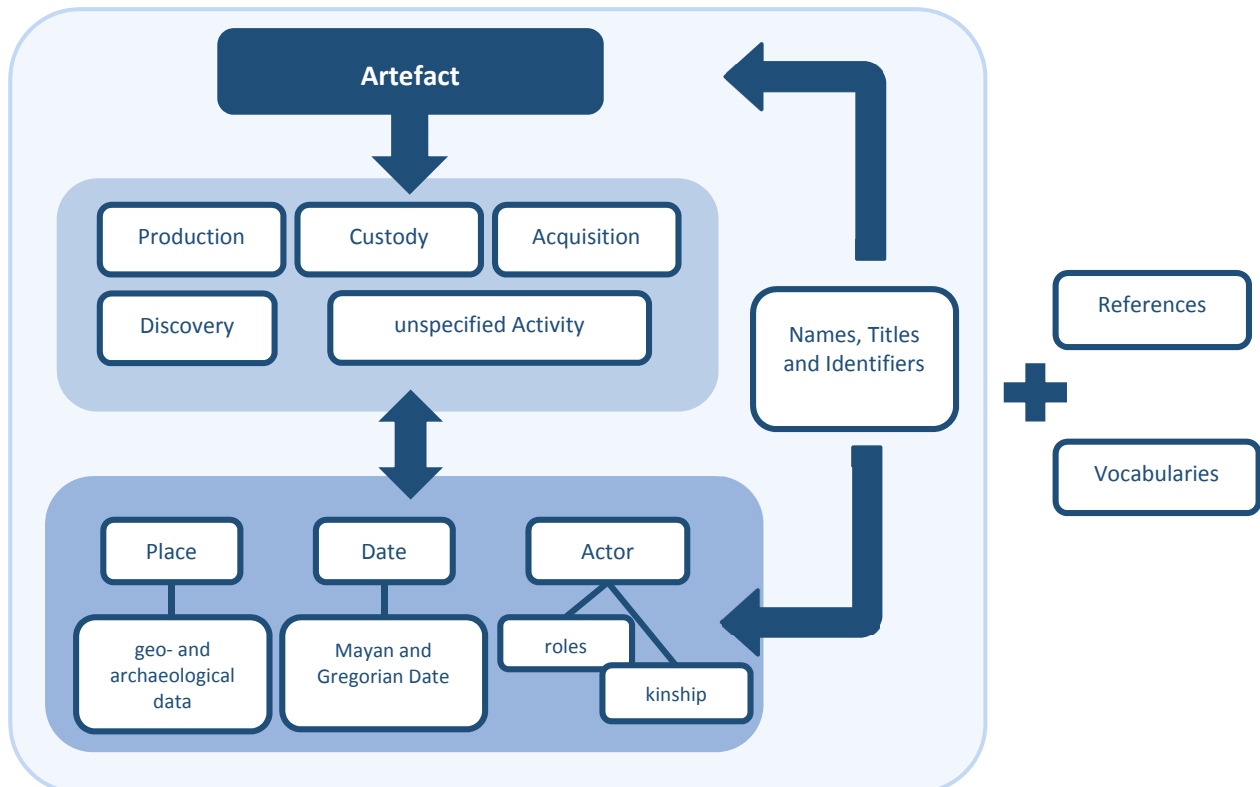 Artefact
Production
Custody
Acquisition
Discovery
unspecified Activity
Names, Titles
and Identifiers
References
Vocabularies
Place
Date
Actor
geo- and
archaeological
data
Mayan and
Gregorian Date
roles
kinship